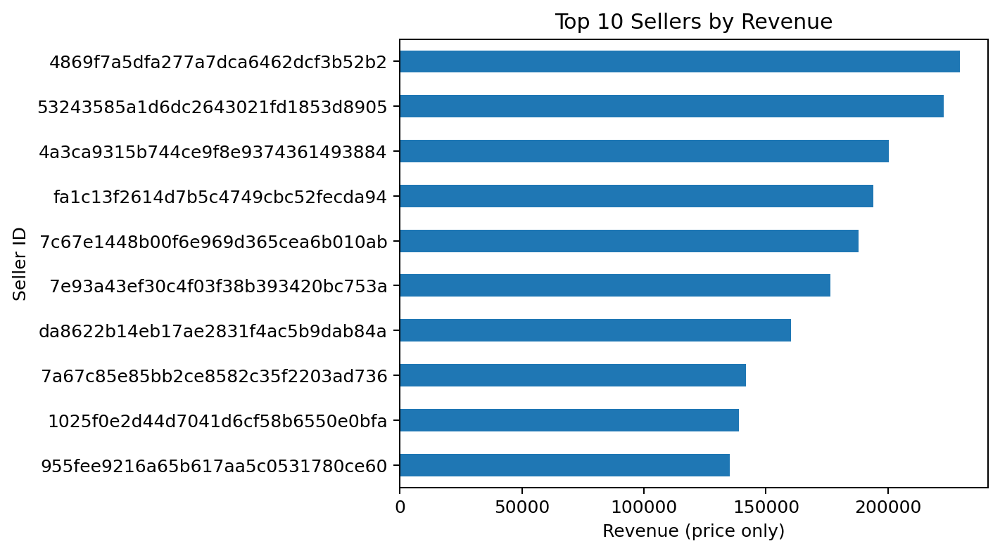 Top 10 Sellers by Revenue
4869f7a5dfa277a7dca6462dcf3b52b2
53243585a1d6dc2643021fd1853d8905
4a3ca9315b744ce9f8e9374361493884
fa1c13f2614d7b5c4749cbc52fecda94
7c67e1448b00f6e969d365cea6b010ab
7e93a43ef30c4f03f38b393420bc753a
da8622b14eb17ae2831f4ac5b9dab84a
7a67c85e85bb2ce8582c35f2203ad736
1025f0e2d44d7041d6cf58b6550e0bfa
955fee9216a65b617aa5c0531780ce60
Seller ID
0 50000 100000 150000 200000
Revenue (price only)